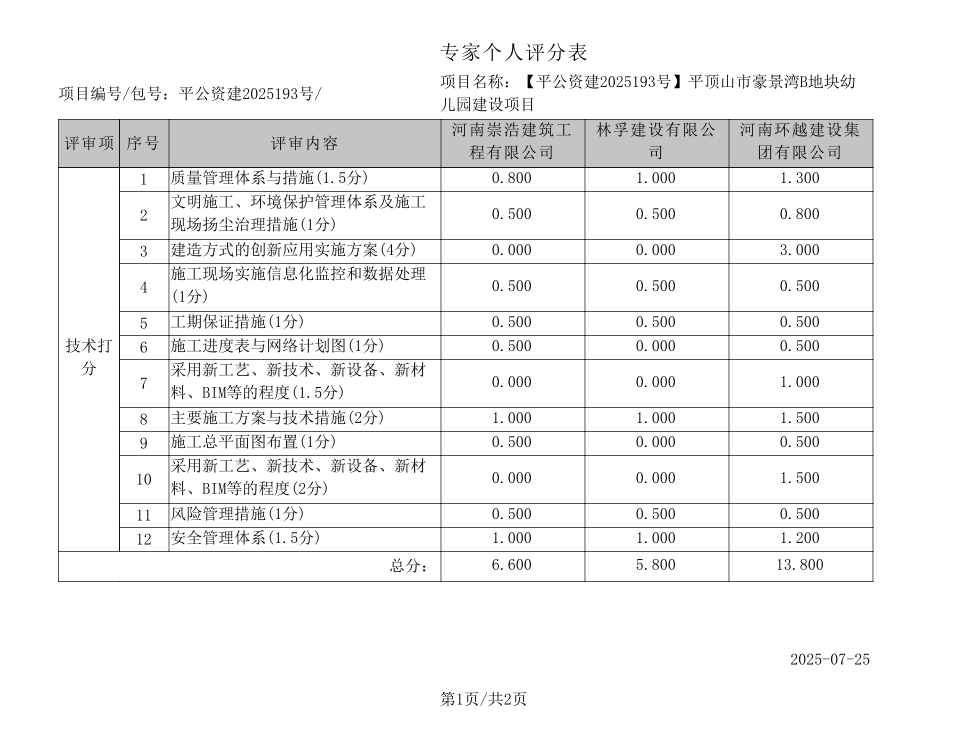 专家个人评分表
项目编号/包号：平公资建2025193号/
项目名称：【平公资建2025193号】平顶山市豪景湾B地块幼
儿园建设项目
评审项 序号 评审内容 河南崇浩建筑工 林孚建设有限公 河南环越建设集
程有限公司 司 团有限公司
1 质量管理体系与措施(1.5分) 0.800 1.000 1.300
文明施工、环境保护管理体系及施工
2 0.500 0.500 0.800
现场扬尘治理措施(1分)
3 建造方式的创新应用实施方案(4分) 0.000 0.000 3.000
施工现场实施信息化监控和数据处理
4 0.500 0.500 0.500
(1分)
5 工期保证措施(1分) 0.500 0.500 0.500
技术打
分
6 施工进度表与网络计划图(1分) 0.500 0.000 0.500
采用新工艺、新技术、新设备、新材
7 0.000 0.000 1.000
料、BIM等的程度(1.5分)
8 主要施工方案与技术措施(2分) 1.000 1.000 1.500
9 施工总平面图布置(1分) 0.500 0.000 0.500
采用新工艺、新技术、新设备、新材
10 0.000 0.000 1.500
料、BIM等的程度(2分)
11 风险管理措施(1分) 0.500 0.500 0.500
12 安全管理体系(1.5分) 1.000 1.000 1.200
总分： 6.600 5.800 13.800
2025-07-25
第1页/共2页